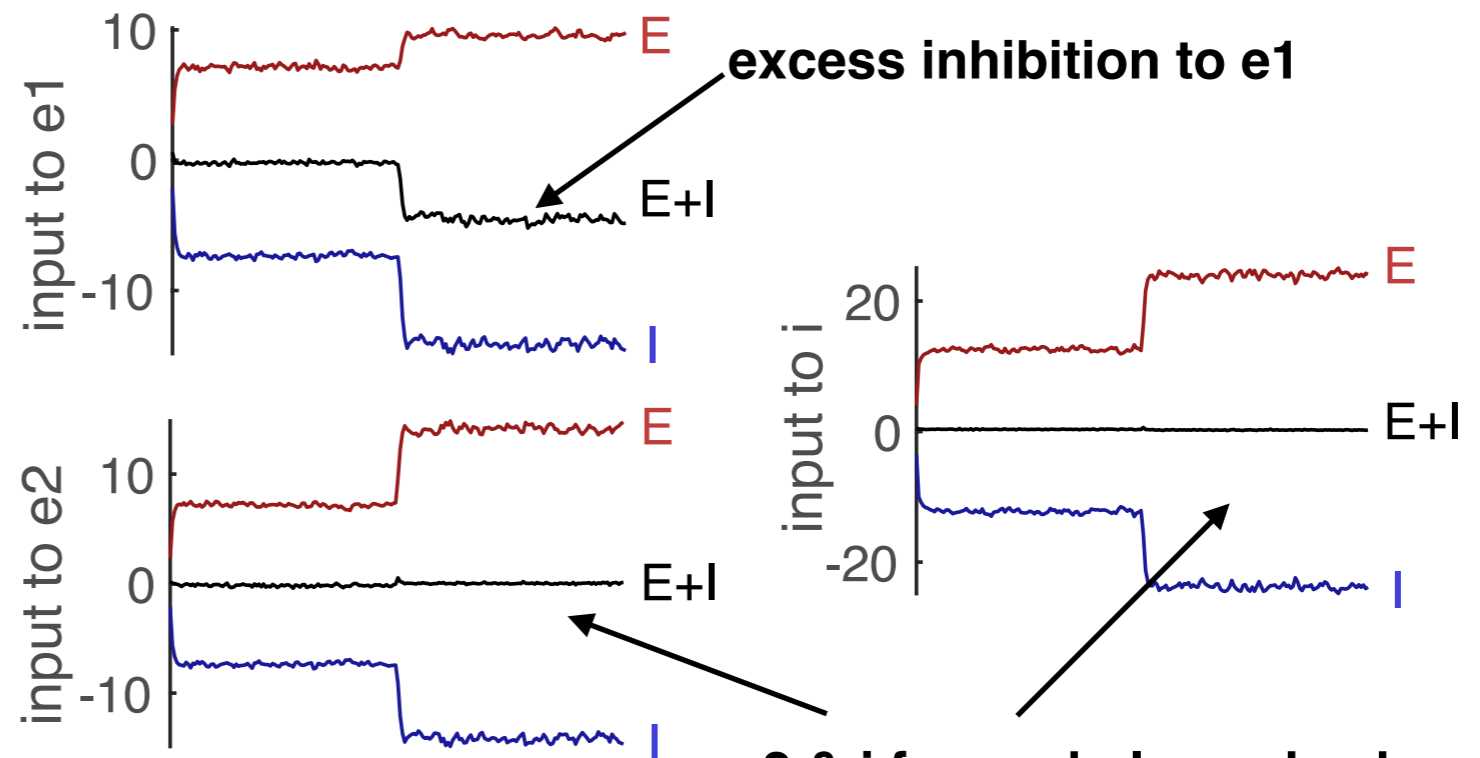 input to e1
10
0
-10
E
E+I
I
excess inhibition to e1
input to e2
10
0
-10
E
E+I
I
input to i
20
0
-20
E
E+I
I